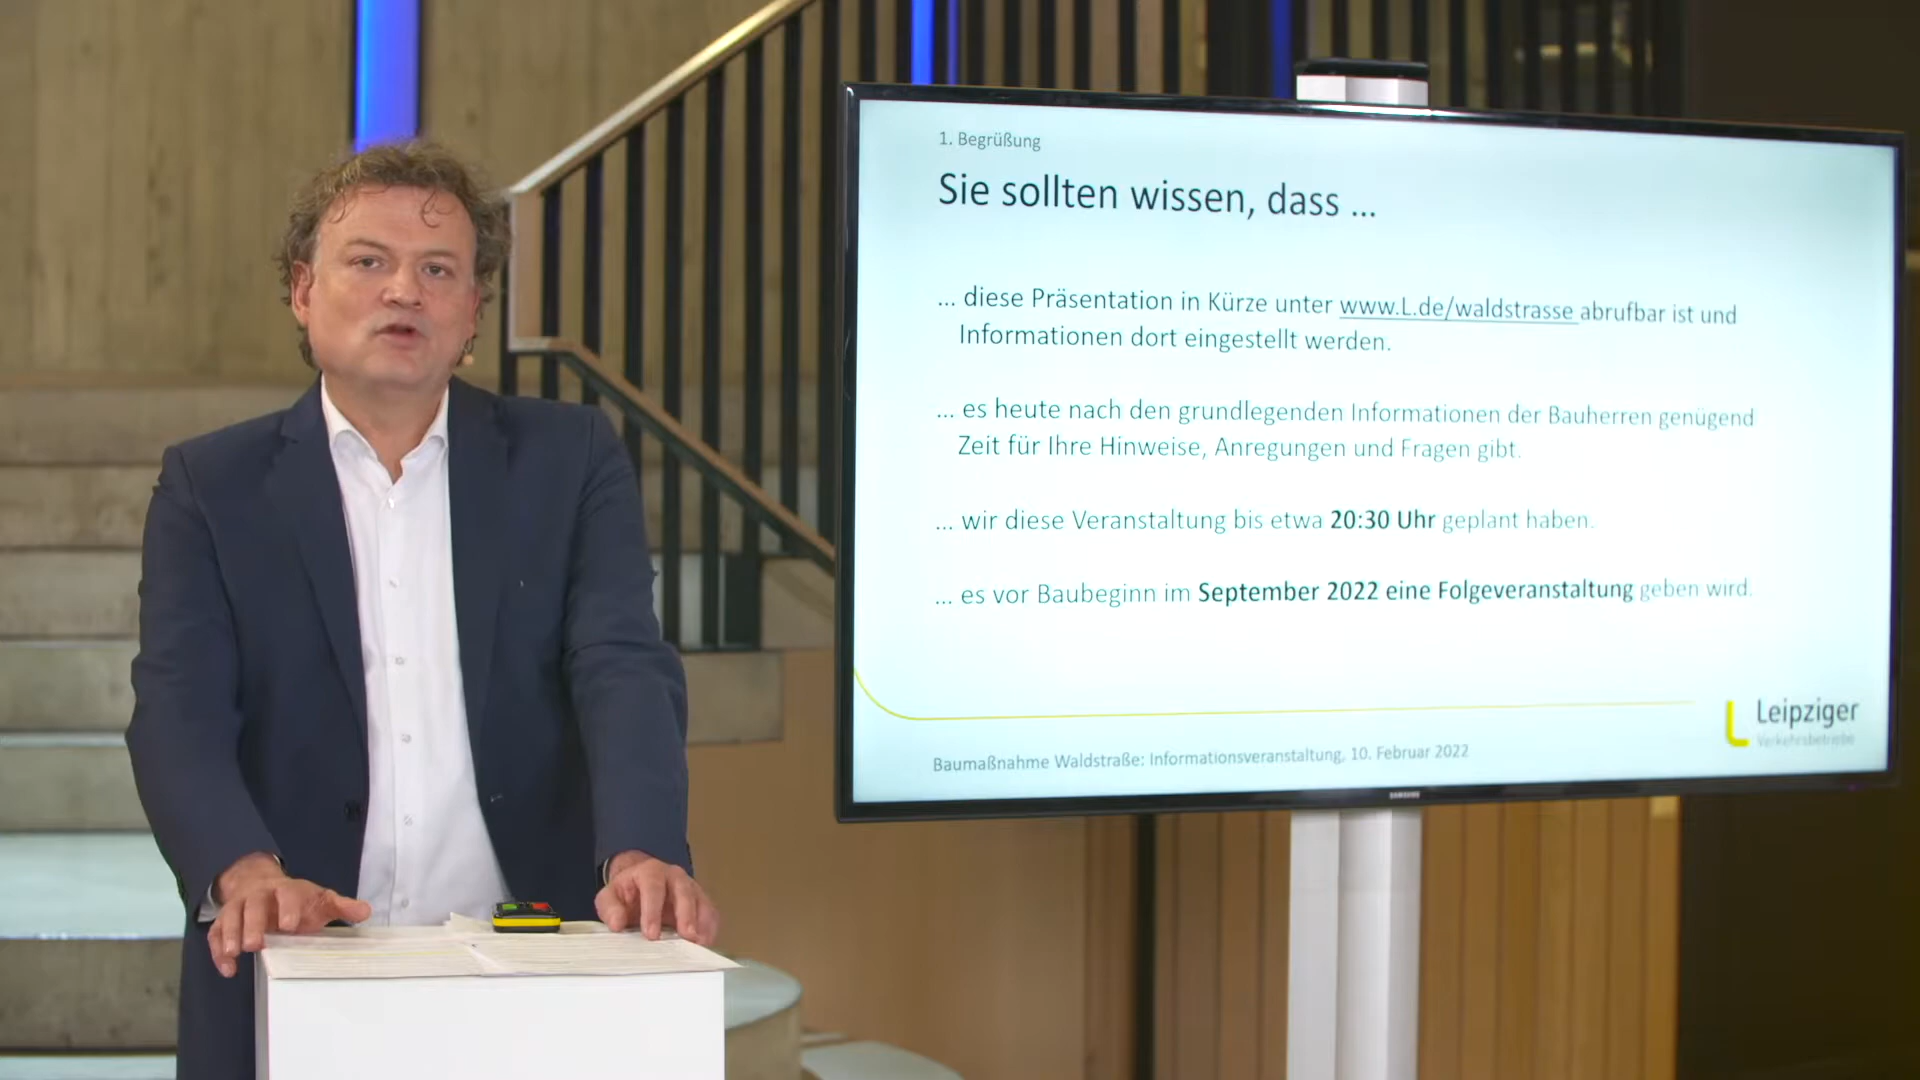 1. Begrüßung
Sie sollten wissen, dass ...
... diese Präsentation in Kürze unter www.L.de/waldstrasse abrufbar ist und
Informationen dort eingestellt werden.
... es heute nach den grundlegenden Informationen der Bauherren genügend
Zeit für Ihre Hinweise, Anregungen und Fragen gibt.
... wir diese Veranstaltung bis etwa 20:30 Uhr geplant haben.
... es vor Baubeginn im September 2022 eine Folgeveranstaltung geben wird.
Leipziger
Verkehrsbetriebe
Baumaßnahme Waldstraße: Informationsveranstaltung, 10. Februar 2022
SAMSUNG